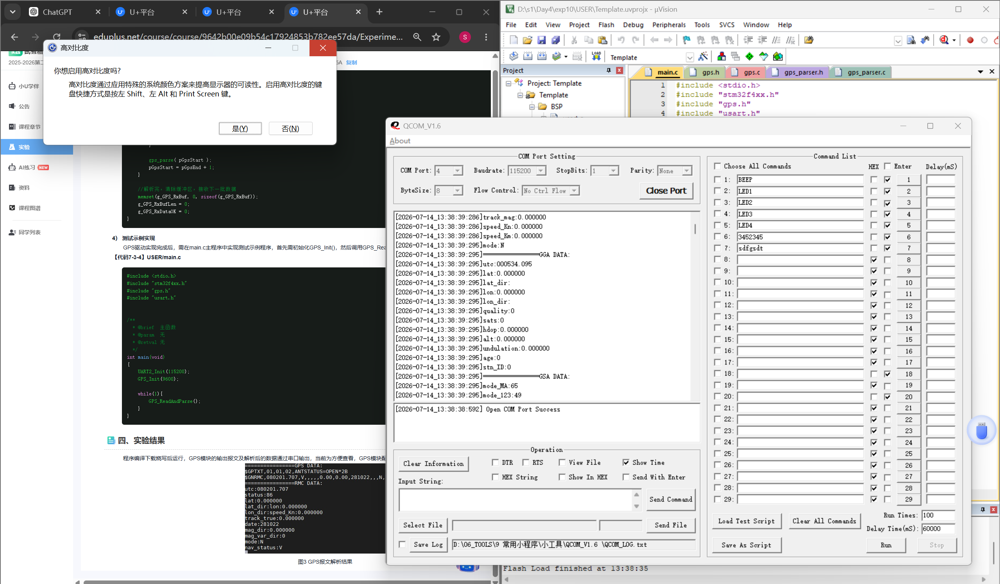 ChatGPT
U+平台
U+平台
U+平台
eduplus.net/course/course/9642b00e09b54c17924853b782ee57da/Experime...
S
2025-2026第二
5A 复制
小U学伴
公告
课程章节
实验
AI练习 NEW
资料
课程图谱
同学列表
高对比度
你想启用高对比度吗?
高对比度通过应用特殊的系统颜色方案来提高显示器的可读性。启用高对比度的键
盘快捷方式是按左 Shift、左 Alt 和 Print Screen 键。
是(Y)
否(N)
}
gps_parse( pGpsStart );
pGpsStart = pGpsEnd + 1;
}
//解析完，清除缓冲区，接收下一批数据
memset(g_GPS_RxBuf, 0, sizeof(g_GPS_RxBuf));
g_GPS_RxBufLen = 0;
g_GPS_RxDataOK = 0;
}
4） 测试示例实现
GPS驱动实现完成后，需在main.c主程序中实现测试示例程序，首先需初始化GPS_Init()，然后调用GPS_Rea
【代码7-3-4】USER/main.c
#include <stdio.h>
#include "stm32f4xx.h"
#include "gps.h"
#include "usart.h"
/**
* @brief 主函数
* @param 无
* @retval 无
*/
int main(void)
{
UART2_Init(115200);
GPS_Init(9600);
while(1){
GPS_ReadAndParse();
}
}
四、实验结果
程序编译下载烧写后运行，GPS模块的输出报文及解析后的数据通过串口输出，当前为方便查看，GPS模块配
================GPS DATA:
$GPTXT,01,01,02,ANTSTATUS=OPEN*2B
$GNRMC,080201.707,V,,,,,0.00,0.00,281022,,,N,
================RMC DATA:
utc:080201.707
status:86
lat:0.000000
lat_dir:lon:0.000000
lon_dir:speed_Kn:0.000000
track_true:0.000000
date:281022
mag_dir:0.000000
mag_var_dir:0
mode:N
nav_status:V
图3 GPS报文解析结果
D:\s1\Day4\exp10\USER\Template.uvprojx - µVision
File Edit View Project Flash Debug Peripherals Tools SVCS Window Help
LOAD
Template
Project
Project: Template
Template
BSP
main.c gps.h gps.c gps_parser.h gps_parser.c
1 #include <stdio.h>
2 #include "stm32f4xx.h"
3 #include "gps.h"
4 #include "usart.h"
QCOM_V1.6
About
COM Port Setting
COM Port: 4 Baudrate: 115200 StopBits: 1 Parity: None
ByteSize: 8 Flow Control: No Ctrl Flow Close Port
[2026-07-14_13:38:39:286]track_mag:0.000000
[2026-07-14_13:38:39:286]speed_Kn:0.000000
[2026-07-14_13:38:39:286]speed_Km:0.000000
[2026-07-14_13:38:39:286]mode:N
[2026-07-14_13:38:39:295]================GGA DATA:
[2026-07-14_13:38:39:295]utc:000534.095
[2026-07-14_13:38:39:295]lat:0.000000
[2026-07-14_13:38:39:295]lat_dir:
[2026-07-14_13:38:39:295]lon:0.000000
[2026-07-14_13:38:39:295]lon_dir:
[2026-07-14_13:38:39:295]quality:0
[2026-07-14_13:38:39:295]sats:0
[2026-07-14_13:38:39:295]hdop:0.000000
[2026-07-14_13:38:39:295]alt:0.000000
[2026-07-14_13:38:39:295]undulation:0.000000
[2026-07-14_13:38:39:295]age:0
[2026-07-14_13:38:39:295]stn_ID:0
[2026-07-14_13:38:39:295]================GSA DATA:
[2026-07-14_13:38:39:295]mode_MA:65
[2026-07-14_13:38:39:295]mode_123:49
[2026-07-14_13:38:38:592] Open COM Port Success
Operation
Clear Information DTR RTS View File Show Time
HEX String Show In HEX Send With Enter
Input String:
Send Command
Select File Send File
Save Log D:\06_TOOLS\9 常用小程序\小工具\QCOM_V1.6 \QCOM_LOG.txt
Command List
Choose All Commands HEX Enter Delay(mS)
1: BEEP 1
2: LED1 2
3: LED2 3
4: LED3 4
5: LED4 5
6: 3452345 6
7: sdfgsdt 7
8: 8
9: 9
10: 10
11: 11
12: 12
13: 13
14: 14
15: 15
16: 16
17: 17
18: 18
19: 19
20: 20
21: 21
22: 22
23: 23
24: 24
25: 25
26: 26
27: 27
28: 28
29: 29
Load Test Script Clear All Commands Run Times: 100
Delay Time(mS): 60000
Save As Script Run Stop
Flash Load finished at 13:38:35